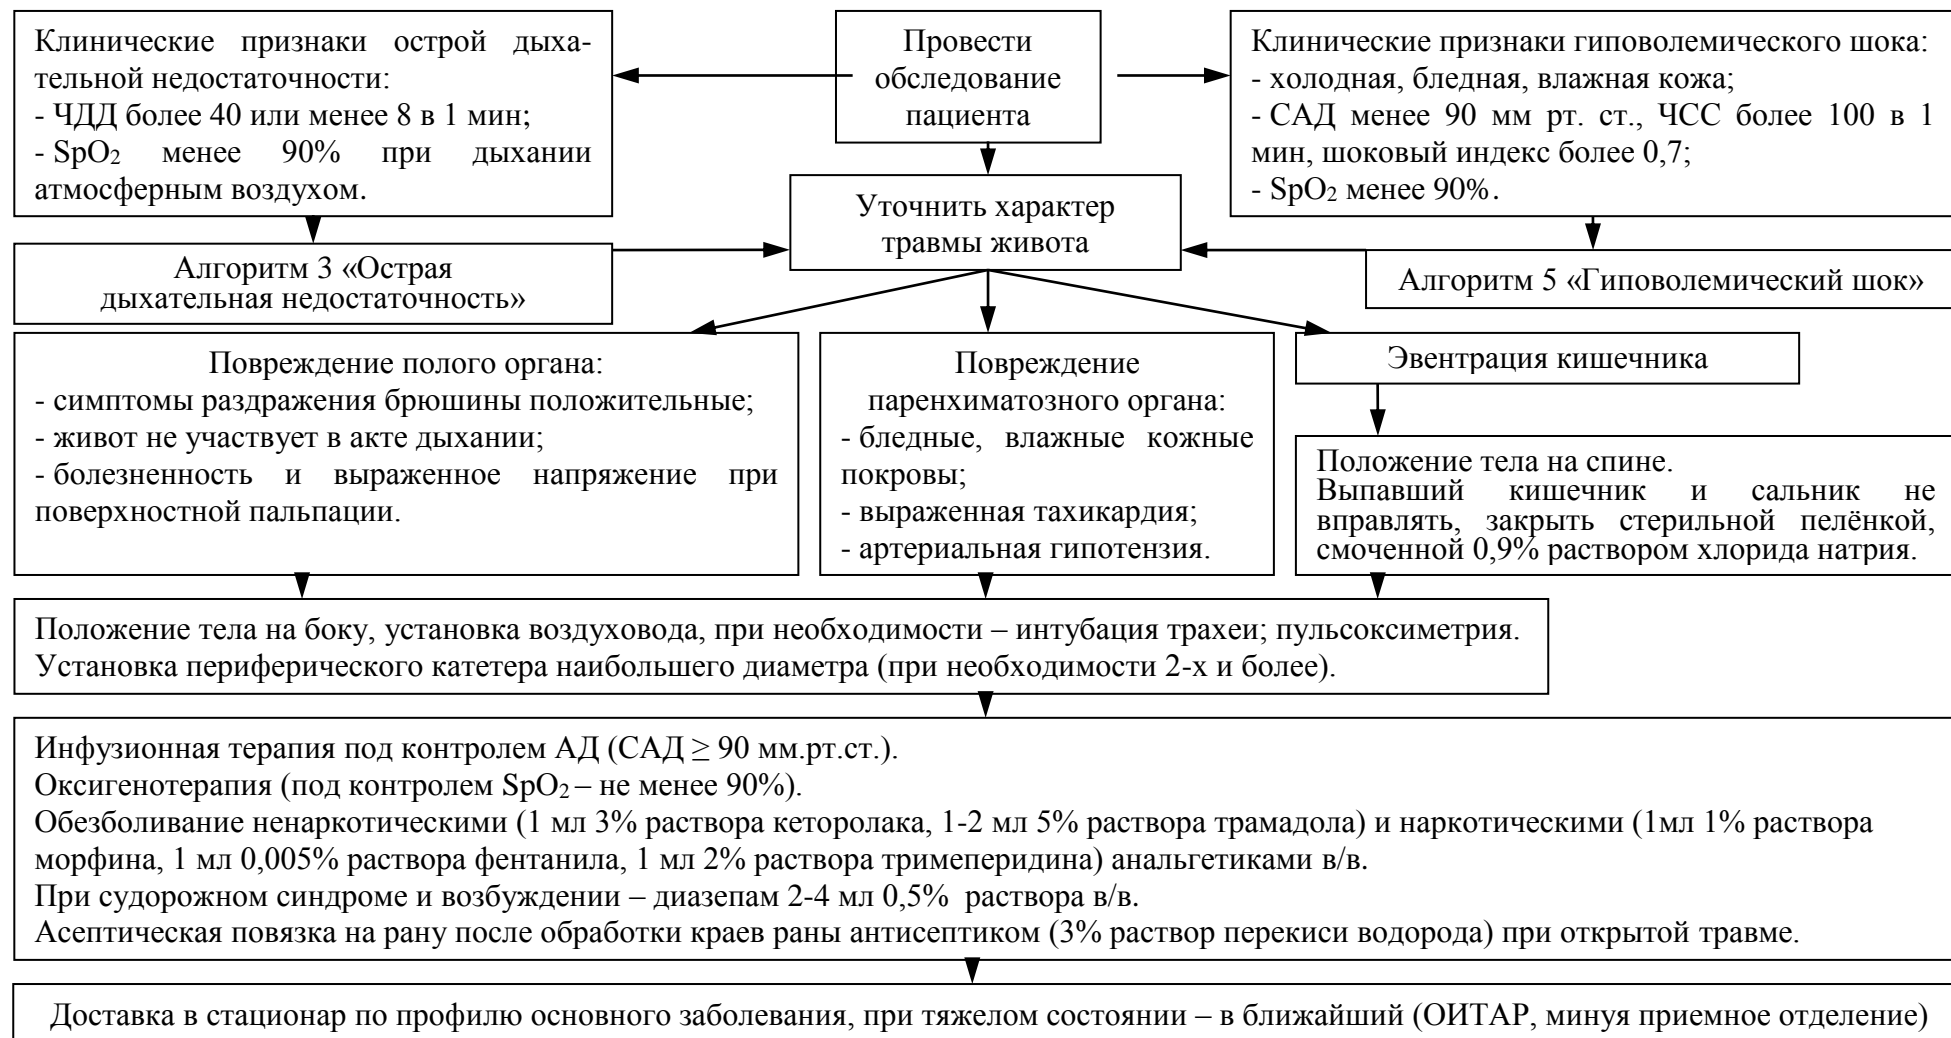 Клинические признаки острой дыха-
тельной недостаточности:
- ЧДД более 40 или менее 8 в 1 мин;
- SpO₂ менее 90% при дыхании
атмосферным воздухом.
Провести
обследование
пациента
Клинические признаки гиповолемического шока:
- холодная, бледная, влажная кожа;
- САД менее 90 мм рт. ст., ЧСС более 100 в 1
мин, шоковый индекс более 0,7;
- SpO₂ менее 90%.
Уточнить характер
травмы живота
Алгоритм 3 «Острая
дыхательная недостаточность»
Алгоритм 5 «Гиповолемический шок»
Повреждение полого органа:
- симптомы раздражения брюшины положительные;
- живот не участвует в акте дыхании;
- болезненность и выраженное напряжение при
поверхностной пальпации.
Повреждение
паренхиматозного органа:
- бледные, влажные кожные
покровы;
- выраженная тахикардия;
- артериальная гипотензия.
Эвентрация кишечника
Положение тела на спине.
Выпавший кишечник и сальник не
вправлять, закрыть стерильной пелёнкой,
смоченной 0,9% раствором хлорида натрия.
Положение тела на боку, установка воздуховода, при необходимости – интубация трахеи; пульсоксиметрия.
Установка периферического катетера наибольшего диаметра (при необходимости 2-х и более).
Инфузионная терапия под контролем АД (САД ≥ 90 мм.рт.ст.).
Оксигенотерапия (под контролем SpO₂ – не менее 90%).
Обезболивание ненаркотическими (1 мл 3% раствора кеторолака, 1-2 мл 5% раствора трамадола) и наркотическими (1мл 1% раствора
морфина, 1 мл 0,005% раствора фентанила, 1 мл 2% раствора тримеперидина) анальгетиками в/в.
При судорожном синдроме и возбуждении – диазепам 2-4 мл 0,5% раствора в/в.
Асептическая повязка на рану после обработки краев раны антисептиком (3% раствор перекиси водорода) при открытой травме.
Доставка в стационар по профилю основного заболевания, при тяжелом состоянии – в ближайший (ОИТАР, минуя приемное отделение)